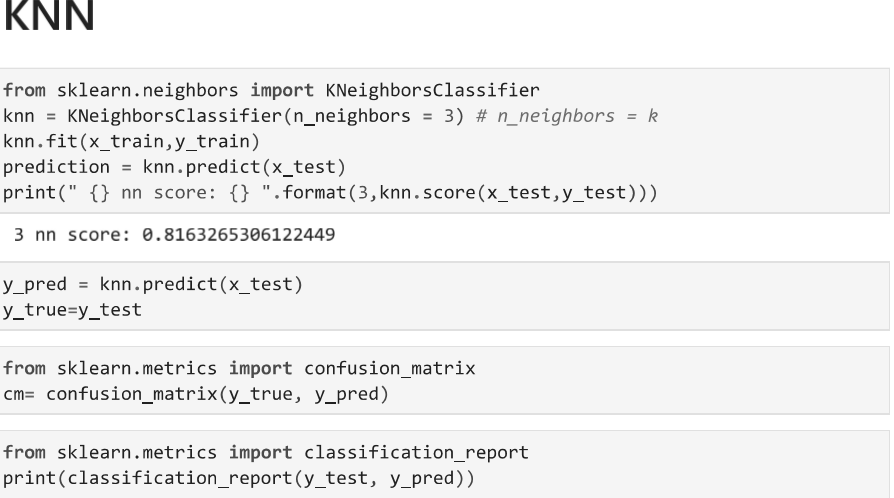 KNN
from sklearn.neighbors import KNeighborsClassifier
knn = KNeighborsClassifier(n_neighbors = 3) # n_neighbors = k
knn.fit(x_train,y_train)
prediction = knn.predict(x_test)
print(" {} nn score: {} ".format(3,knn.score(x_test,y_test)))
3 nn score: 0.8163265306122449
y_pred = knn.predict(x_test)
y_true=y_test
from sklearn.metrics import confusion_matrix
cm= confusion_matrix(y_true, y_pred)
from sklearn.metrics import classification_report
print(classification_report(y_test, y_pred))